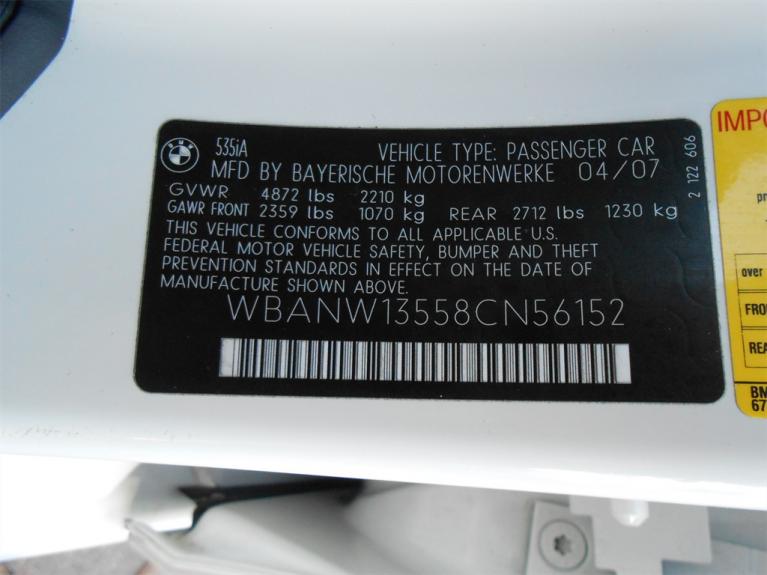 BMW
535iA
VEHICLE TYPE: PASSENGER CAR
MFD BY BAYERISCHE MOTORENWERKE 04/07
GVWR 4872 lbs 2210 kg
GAWR FRONT 2359 lbs 1070 kg REAR 2712 lbs 1230 kg
THIS VEHICLE CONFORMS TO ALL APPLICABLE U.S.
FEDERAL MOTOR VEHICLE SAFETY, BUMPER AND THEFT
PREVENTION STANDARDS IN EFFECT ON THE DATE OF
MANUFACTURE SHOWN ABOVE.
WBANW13558CN56152
2 122 606
IMPO
pr
over
FRO
REA
BM
67